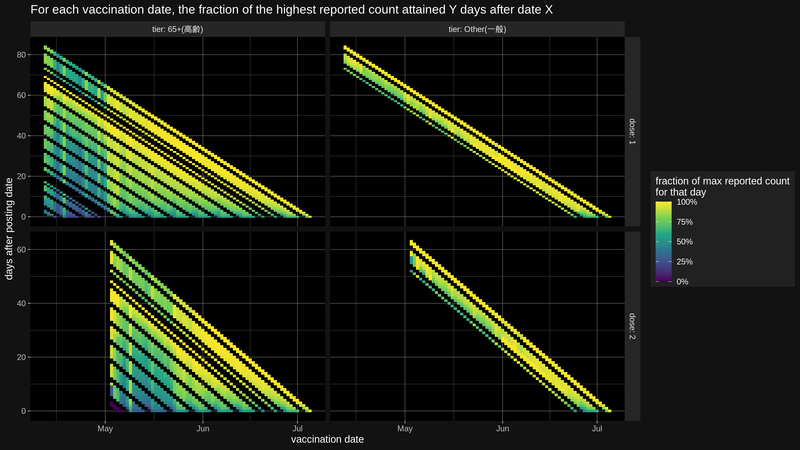 For each vaccination date, the fraction of the highest reported count attained Y days after date X
tier: 65+(高齢)
tier: Other(一般)
80
60
40
20
0
dose: 1
60
40
20
0
dose: 2
days after posting date
May
Jun
Jul
May
Jun
Jul
vaccination date
fraction of max reported count
for that day
100%
75%
50%
25%
0%